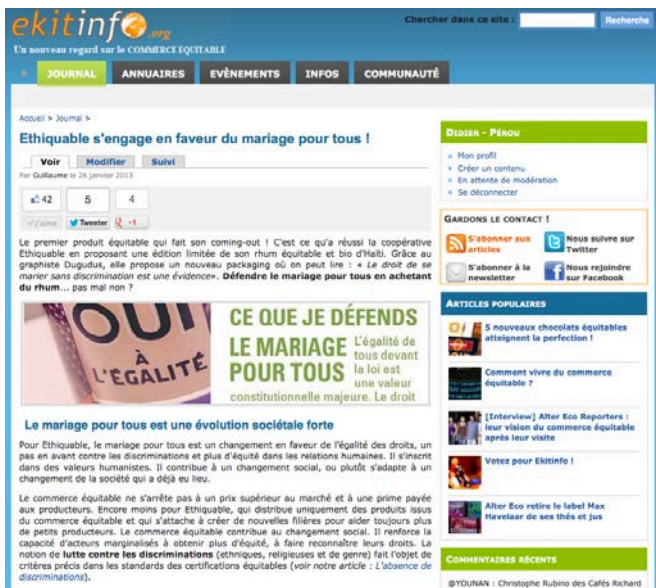 ekitinfo.org
Un nouveau regard sur le COMMERCE EQUITABLE
Chercher dans ce site :
Recherche
JOURNAL ANNUAIRES EVÈNEMENTS INFOS COMMUNAUTÉ
Accueil > Journal >
Ethiquable s'engage en faveur du mariage pour tous !
Voir Modifier Suivi
Par Guillaume le 26 janvier 2013
42 5 4
J'aime Tweeter +1
Le premier produit équitable qui fait son coming-out ! C'est ce qu'a réussi la coopérative
Ethiquable en proposant une édition limitée de son rhum équitable et bio d'Haïti. Grâce au
graphiste Dugudus, elle propose un nouveau packaging où on peut lire : « Le droit de se
marier sans discrimination est une évidence». Défendre le mariage pour tous en achetant
du rhum... pas mal non ?
OUI
À
L'EGALITÉ
CE QUE JE DÉFENDS
LE MARIAGE
POUR TOUS
L'égalité de
tous devant
la loi est
une valeur
constitutionnelle majeure. Le droit
Le mariage pour tous est une évolution sociétale forte
Pour Ethiquable, le mariage pour tous est un changement en faveur de l'égalité des droits, un
pas en avant contre les discriminations et plus d'équité dans les relations humaines. Il s'inscrit
dans des valeurs humanistes. Il contribue à un changement social, ou plutôt s'adapte à un
changement de la société qui a déjà eu lieu.
Le commerce équitable ne s'arrête pas à un prix supérieur au marché et à une prime payée
aux producteurs. Encore moins pour Ethiquable, qui distribue uniquement des produits issus
du commerce équitable et qui s'attache à créer de nouvelles filières pour aider toujours plus
de petits producteurs. Le commerce équitable contribue au changement social. Il renforce la
capacité d'acteurs marginalisés à obtenir plus d'équité, à faire reconnaître leurs droits. La
notion de lutte contre les discriminations (ethniques, religieuses et de genre) fait l'objet de
critères précis dans les standards des certifications équitables (voir notre article : L'absence de
discriminations).
DIDIER - PÉROU
Mon profil
Créer un contenu
En attente de modération
Se déconnecter
GARDONS LE CONTACT !
S'abonner aux
articles
Nous suivre sur
Twitter
S'abonner à la
newsletter
Nous rejoindre
sur Facebook
ARTICLES POPULAIRES
5 nouveaux chocolats équitables
atteignent la perfection !
Comment vivre du commerce
équitable ?
[Interview] Alter Eco Reporters :
leur vision du commerce équitable
après leur visite
Votez pour Ekitinfo !
Alter Eco retire le label Max
Havelaar de ses thés et jus
COMMENTAIRES RÉCENTS
@YOUNAN : Christophe Rubino des Cafés Richard